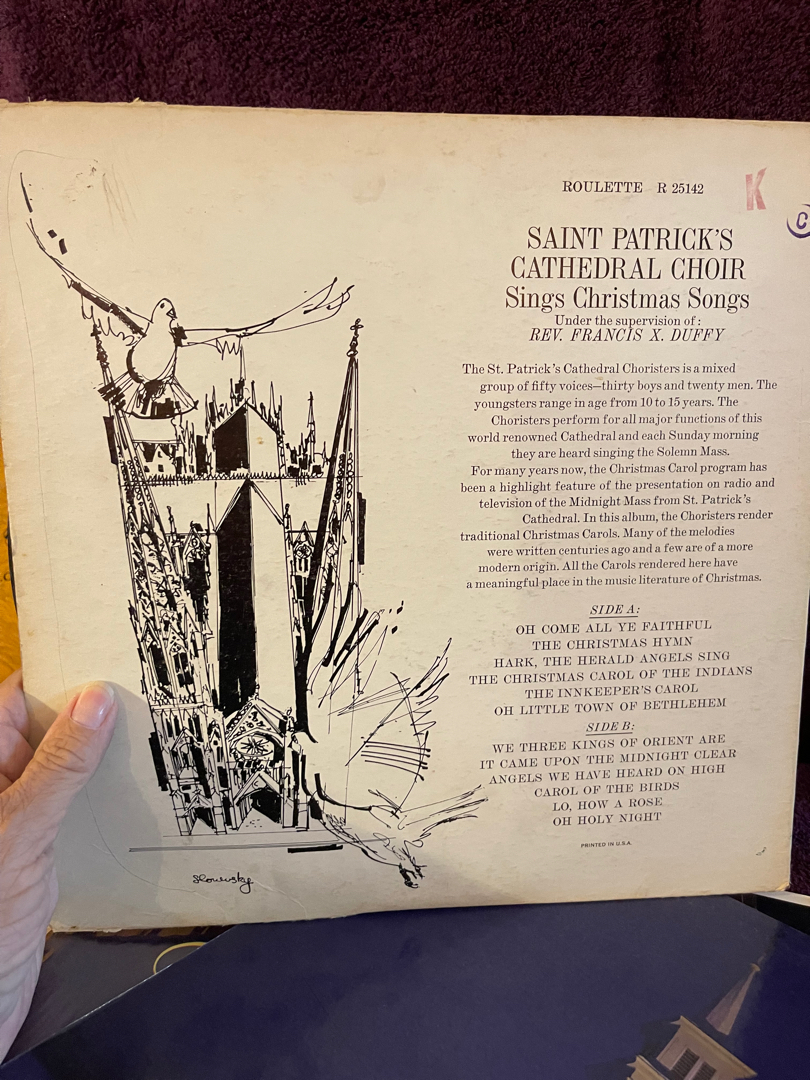 ROULETTE R 25142
K
C
SAINT PATRICK'S
CATHEDRAL CHOIR
Sings Christmas Songs
Under the supervision of:
REV. FRANCIS X. DUFFY
The St. Patrick's Cathedral Choristers is a mixed
group of fifty voices—thirty boys and twenty men. The
youngsters range in age from 10 to 15 years. The
Choristers perform for all major functions of this
world renowned Cathedral and each Sunday morning
they are heard singing the Solemn Mass.
For many years now, the Christmas Carol program has
been a highlight feature of the presentation on radio and
television of the Midnight Mass from St. Patrick's
Cathedral. In this album, the Choristers render
traditional Christmas Carols. Many of the melodies
were written centuries ago and a few are of a more
modern origin. All the Carols rendered here have
a meaningful place in the music literature of Christmas.
SIDE A:
OH COME ALL YE FAITHFUL
THE CHRISTMAS HYMN
HARK, THE HERALD ANGELS SING
THE CHRISTMAS CAROL OF THE INDIANS
THE INNKEEPER'S CAROL
OH LITTLE TOWN OF BETHLEHEM
SIDE B:
WE THREE KINGS OF ORIENT ARE
IT CAME UPON THE MIDNIGHT CLEAR
ANGELS WE HAVE HEARD ON HIGH
CAROL OF THE BIRDS
LO, HOW A ROSE
OH HOLY NIGHT
PRINTED IN U.S.A.